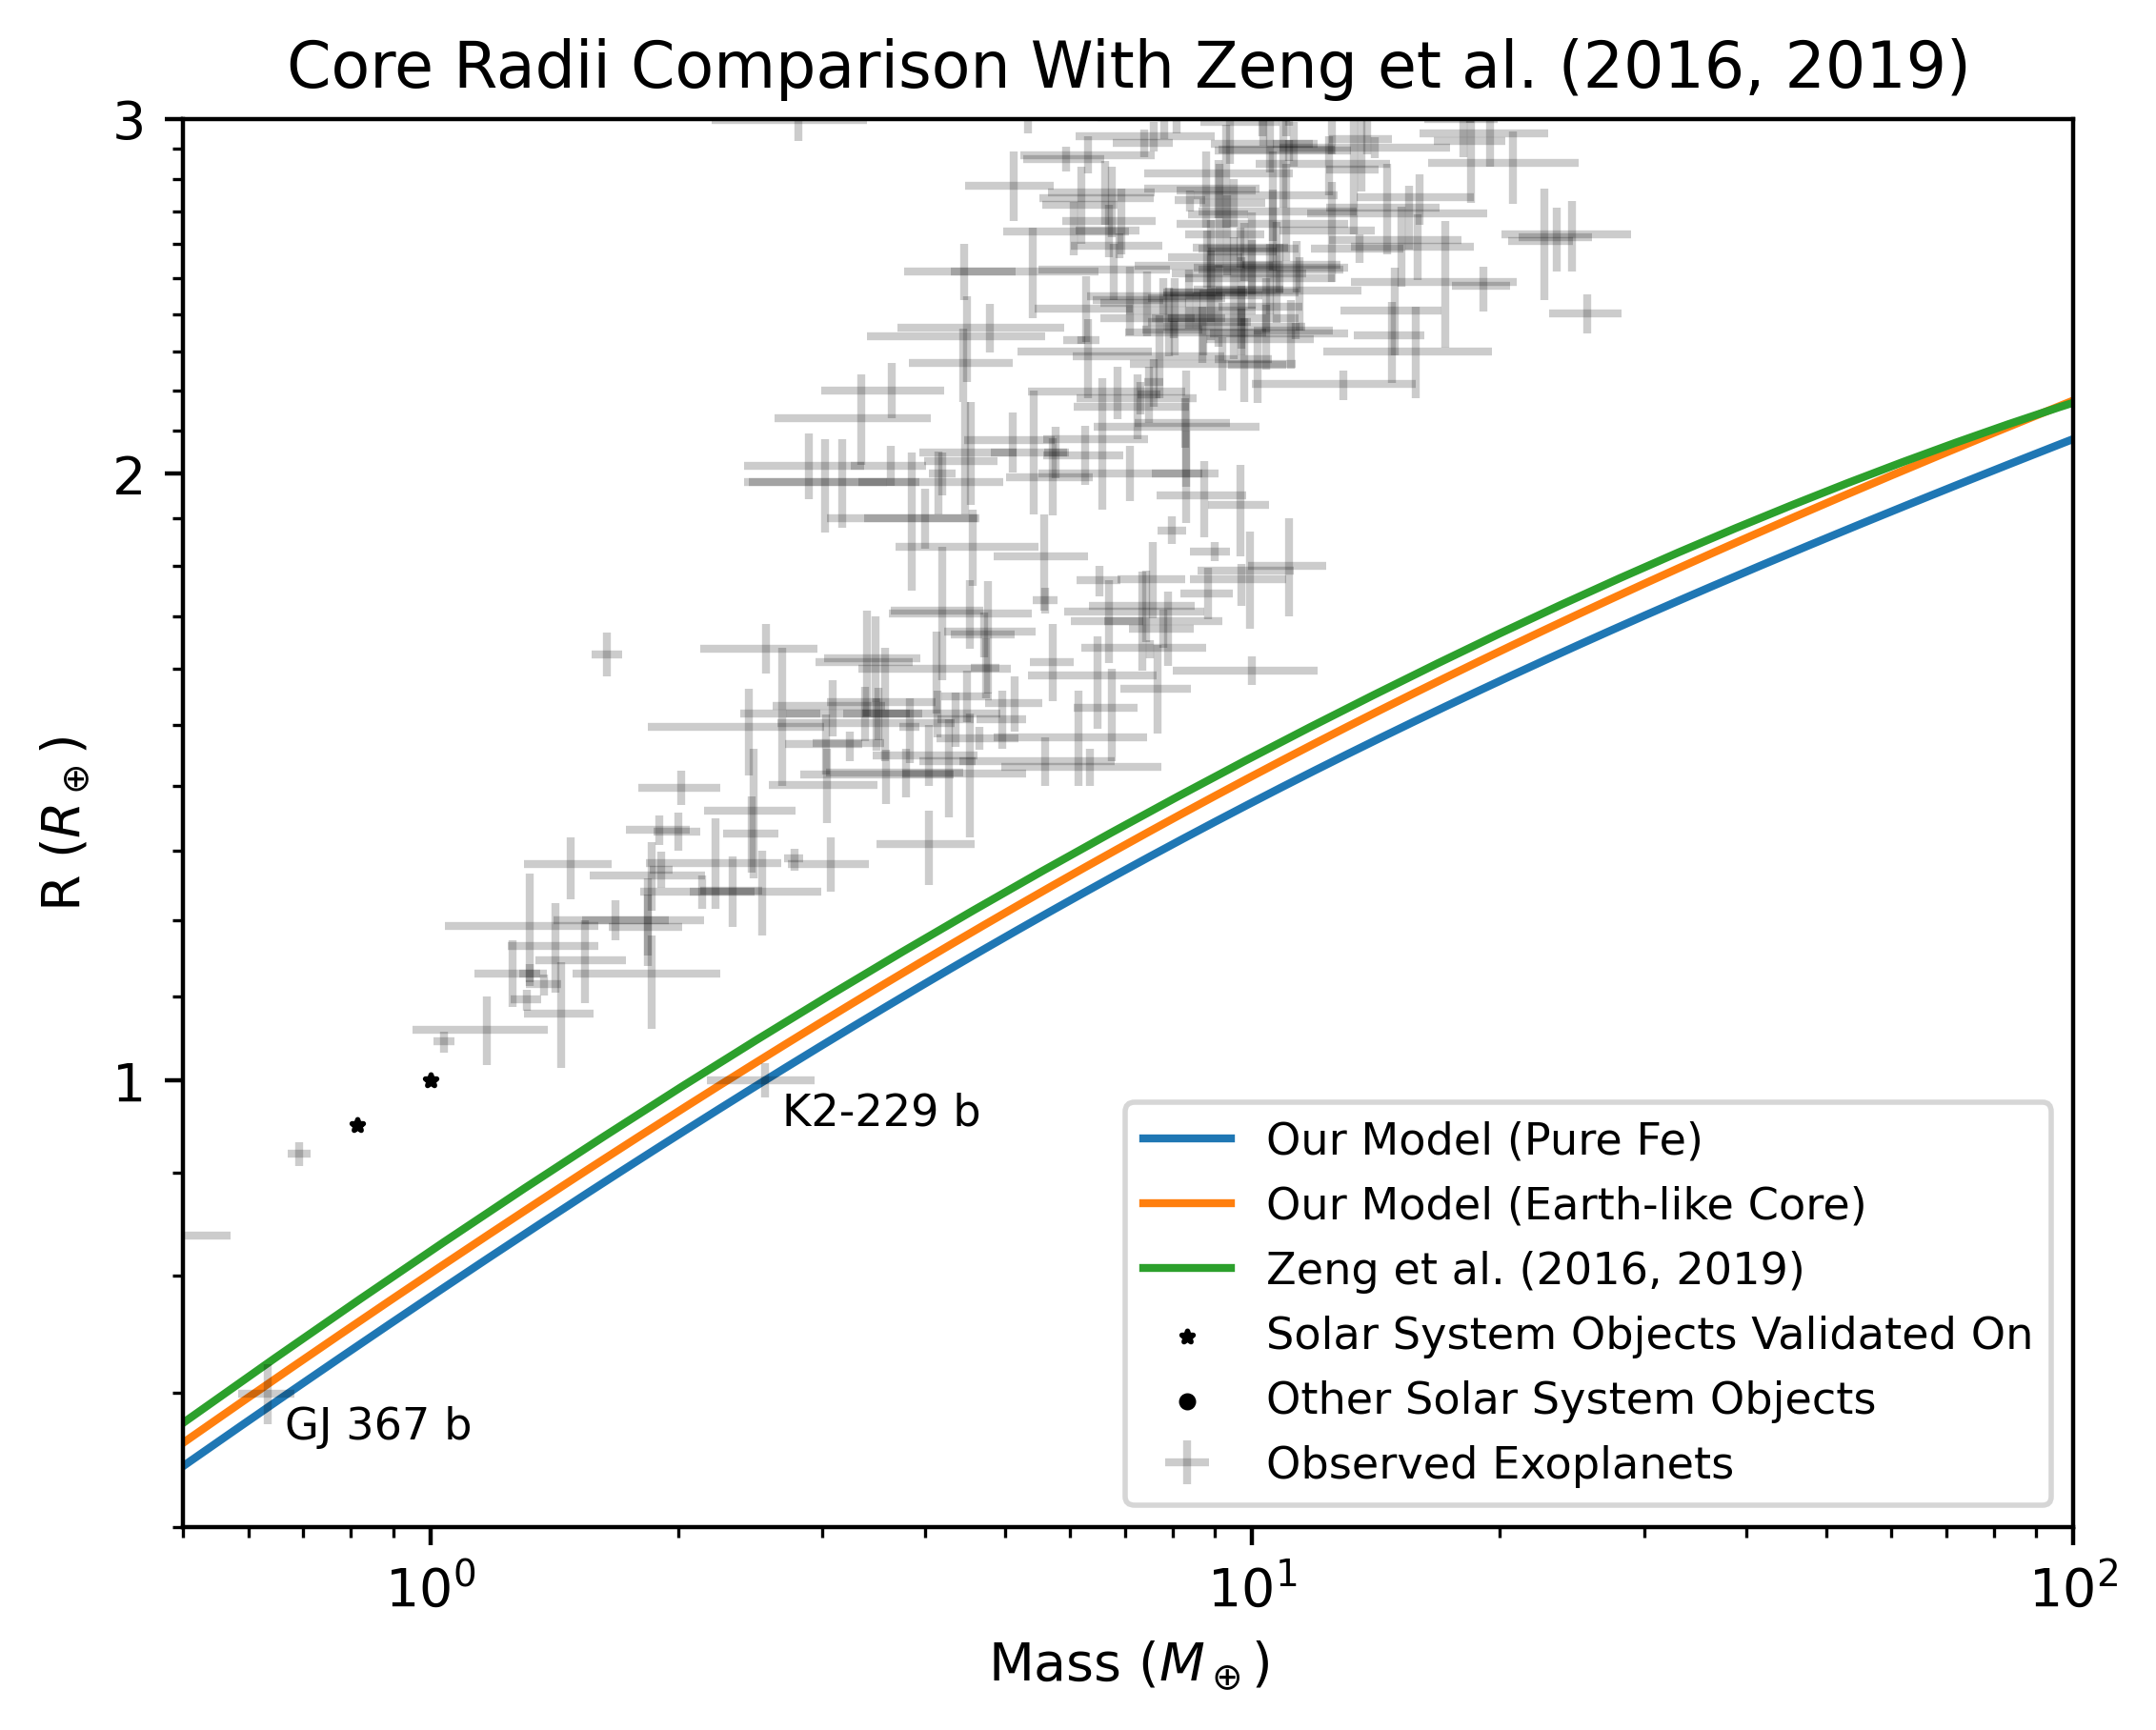 Core Radii Comparison With Zeng et al. (2016, 2019)
3
2
1
R (R⊕)
K2-229 b
GJ 367 b
Our Model (Pure Fe)
Our Model (Earth-like Core)
Zeng et al. (2016, 2019)
Solar System Objects Validated On
Other Solar System Objects
Observed Exoplanets
10⁰ 10¹ 10²
Mass (M⊕)